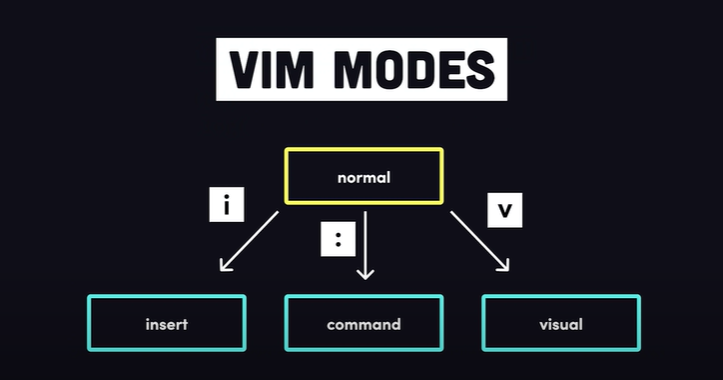 VIM MODES
normal
i
:
v
insert
command
visual